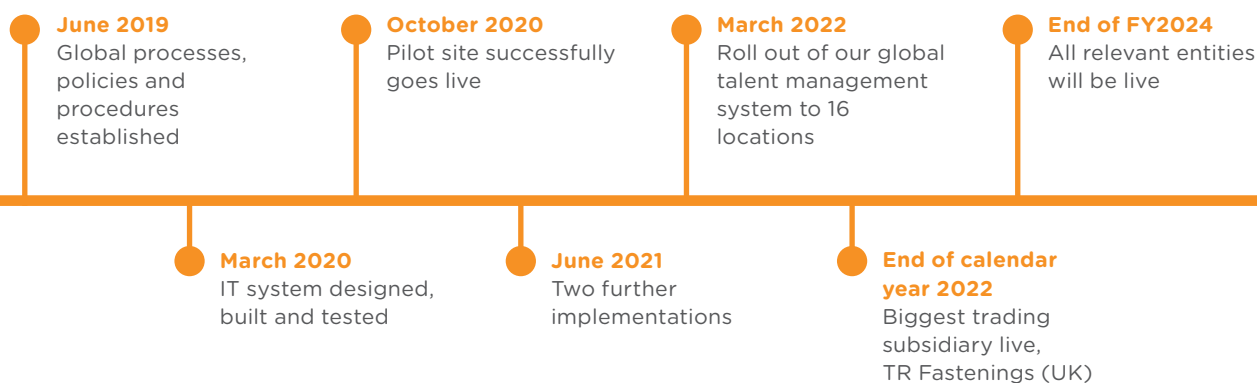 June 2019
Global processes,
policies and
procedures
established
October 2020
Pilot site successfully
goes live
March 2022
Roll out of our global
talent management
system to 16
locations
End of FY2024
All relevant entities
will be live
March 2020
IT system designed,
built and tested
June 2021
Two further
implementations
End of calendar
year 2022
Biggest trading
subsidiary live,
TR Fastenings (UK)